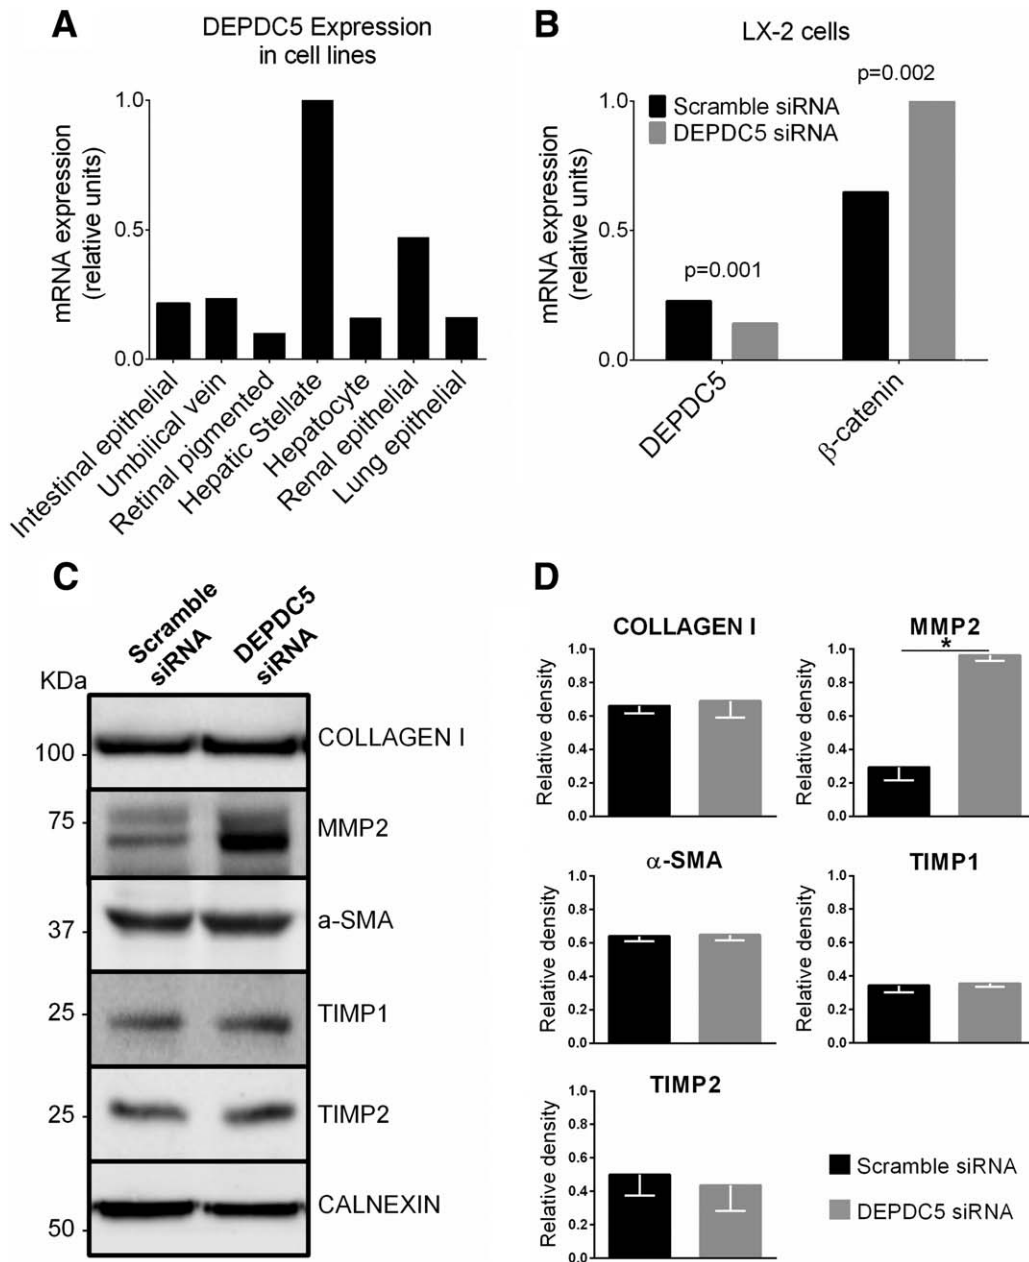 A
DEPDC5 Expression
in cell lines
mRNA expression
(relative units)
1.0
0.5
0.0
Intestinal epithelial
Umbilical vein
Retinal pigmented
Hepatic Stellate
Hepatocyte
Renal epithelial
Lung epithelial
B
LX-2 cells
mRNA expression
(relative units)
1.0
0.5
0.0
Scramble siRNA
DEPDC5 siRNA
p=0.001
p=0.002
DEPDC5
β-catenin
C
Scramble
siRNA
DEPDC5
siRNA
KDa
100
COLLAGEN I
75
MMP2
37
a-SMA
25
TIMP1
25
TIMP2
50
CALNEXIN
D
COLLAGEN I
Relative density
1.0
0.8
0.6
0.4
0.2
0.0
MMP2
*
Relative density
1.0
0.8
0.6
0.4
0.2
0.0
α-SMA
Relative density
1.0
0.8
0.6
0.4
0.2
0.0
TIMP1
Relative density
1.0
0.8
0.6
0.4
0.2
0.0
TIMP2
Relative density
1.0
0.8
0.6
0.4
0.2
0.0
Scramble siRNA
DEPDC5 siRNA